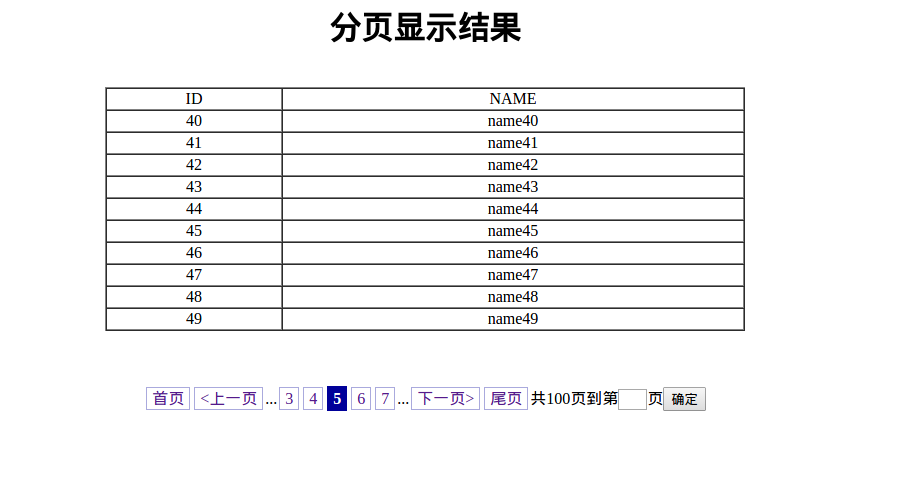 分页显示结果
ID NAME
40 name40
41 name41
42 name42
43 name43
44 name44
45 name45
46 name46
47 name47
48 name48
49 name49
首页 <上一页 ... 3 4 5 6 7 ... 下一页> 尾页 共100页到第 页 确定